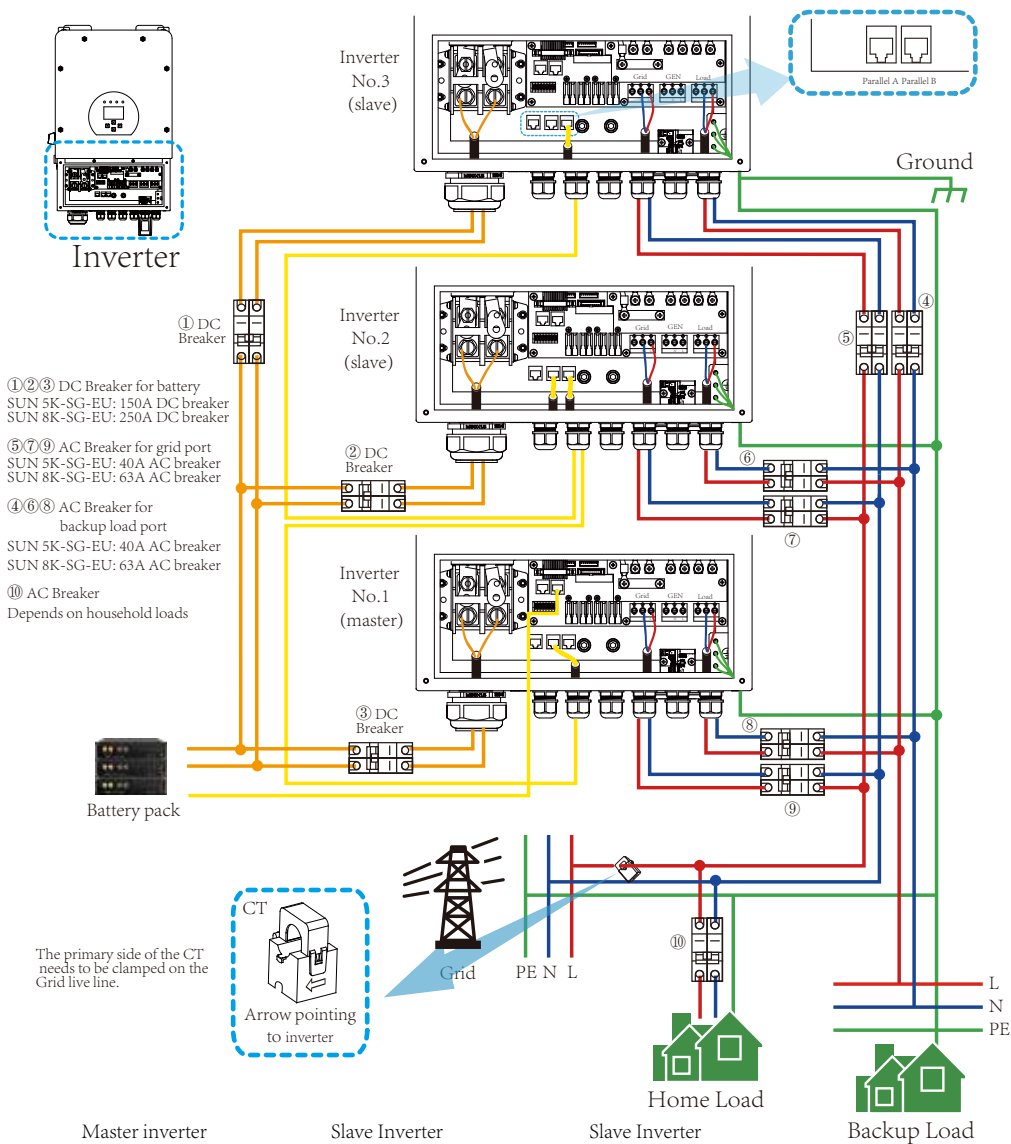 Parallel A Parallel B
Inverter
No.3
(slave)
Grid
GEN
Load
Ground
Inverter
Inverter
No.2
(slave)
Grid
GEN
Load
① DC
Breaker
④
⑤
①②③ DC Breaker for battery
SUN 5K-SG-EU: 150A DC breaker
SUN 8K-SG-EU: 250A DC breaker
⑤⑦⑨ AC Breaker for grid port
SUN 5K-SG-EU: 40A AC breaker
SUN 8K-SG-EU: 63A AC breaker
④⑥⑧ AC Breaker for
backup load port
SUN 5K-SG-EU: 40A AC breaker
SUN 8K-SG-EU: 63A AC breaker
⑩ AC Breaker
Depends on household loads
② DC
Breaker
⑥
⑦
Inverter
No.1
(master)
Grid
GEN
Load
③ DC
Breaker
⑧
⑨
Battery pack
CT
Arrow pointing
to inverter
The primary side of the CT
needs to be clamped on the
Grid live line.
Grid
PE N L
⑩
L
N
PE
Home Load
Backup Load
Master inverter
Slave Inverter
Slave Inverter